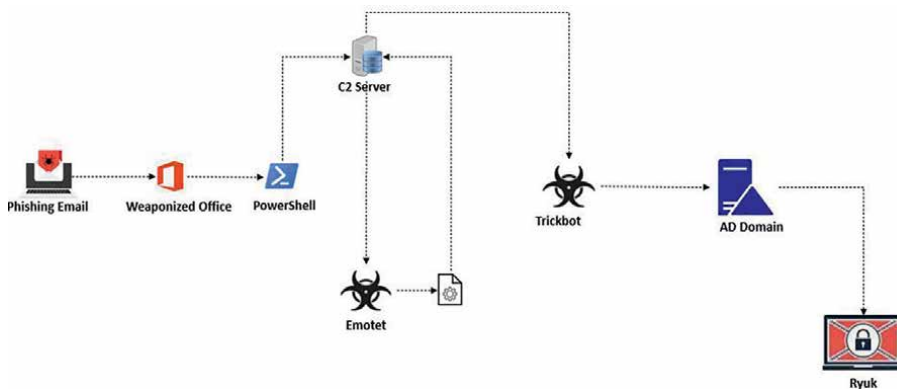 C2 Server
Phishing Email
Weaponized Office
PowerShell
Trickbot
AD Domain
Emotet
Ryuk